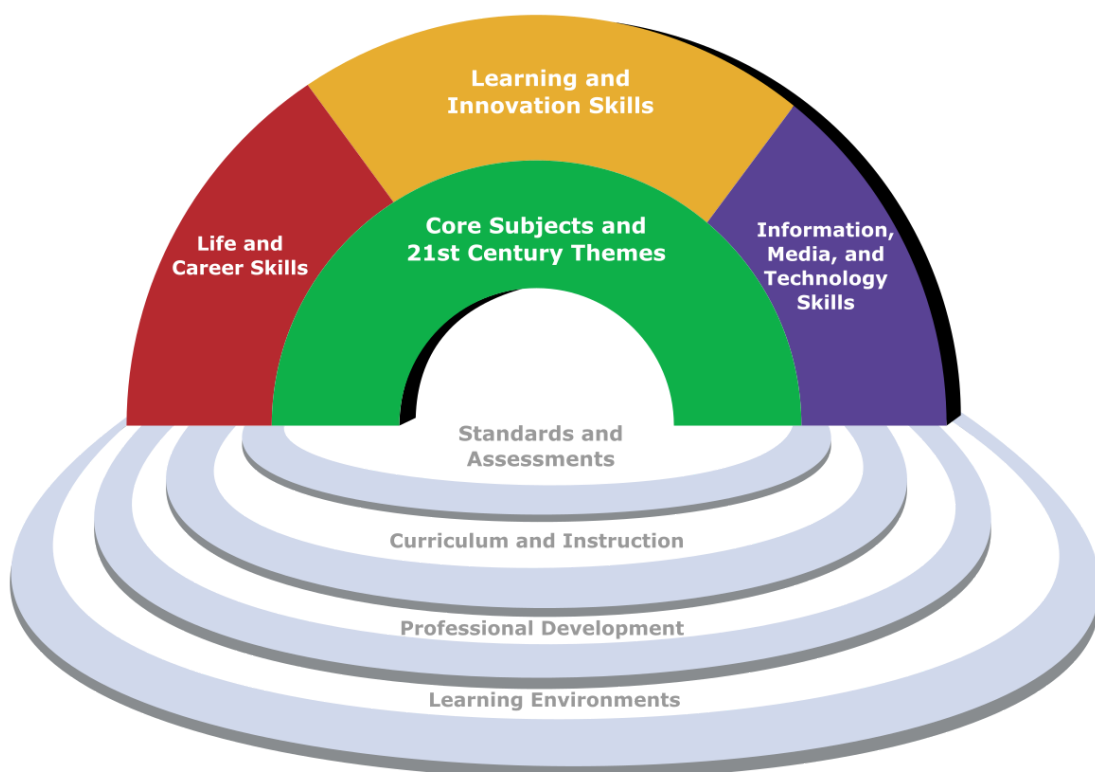 Learning and
Innovation Skills
Life and
Career Skills
Core Subjects and
21st Century Themes
Information,
Media, and
Technology
Skills
Standards and
Assessments
Curriculum and Instruction
Professional Development
Learning Environments